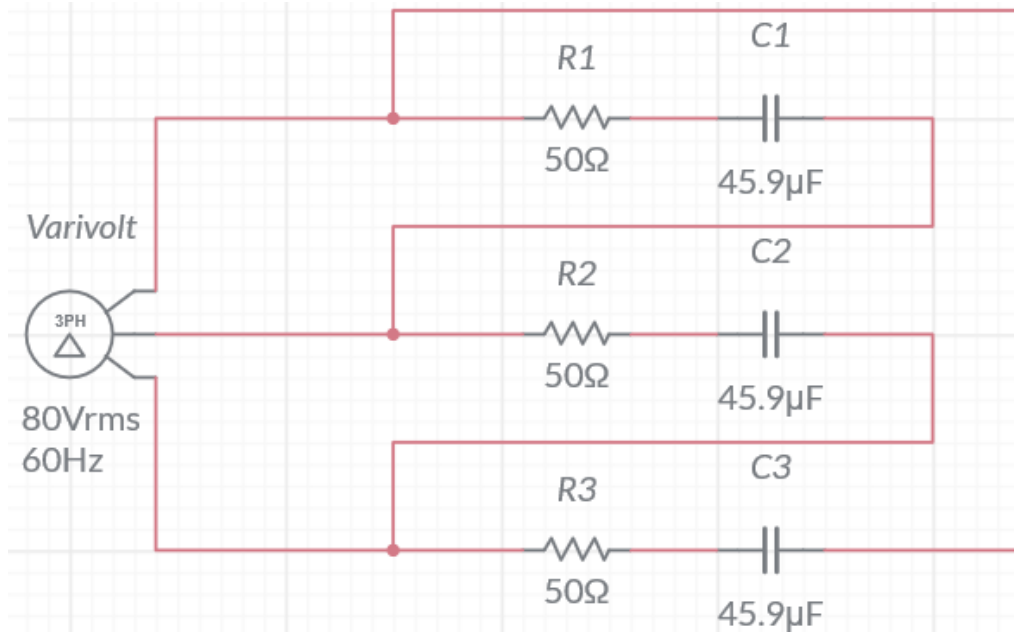 C1
R1
50Ω
45.9µF
Varivolt
C2
R2
3PH
50Ω
45.9µF
80Vrms
60Hz
C3
R3
50Ω
45.9µF